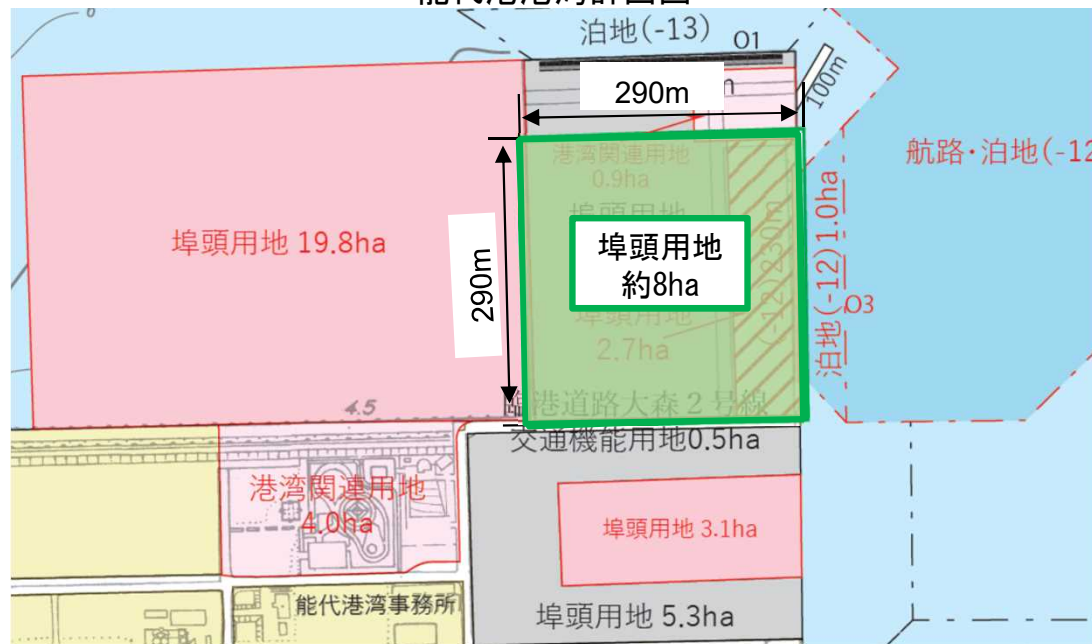 泊地(-13)
O1
290m
100m
航路･泊地(-12
港湾関連用地
0.9ha
埠頭用地 19.8ha
290m
埠頭用地
埠頭用地
約8ha
(-12)230m
泊地(-12)1.0ha
O3
埠頭用地
2.7ha
4.5
臨港道路大森2号線
交通機能用地0.5ha
港湾関連用地
4.0ha
埠頭用地 3.1ha
能代港湾事務所
埠頭用地 5.3ha